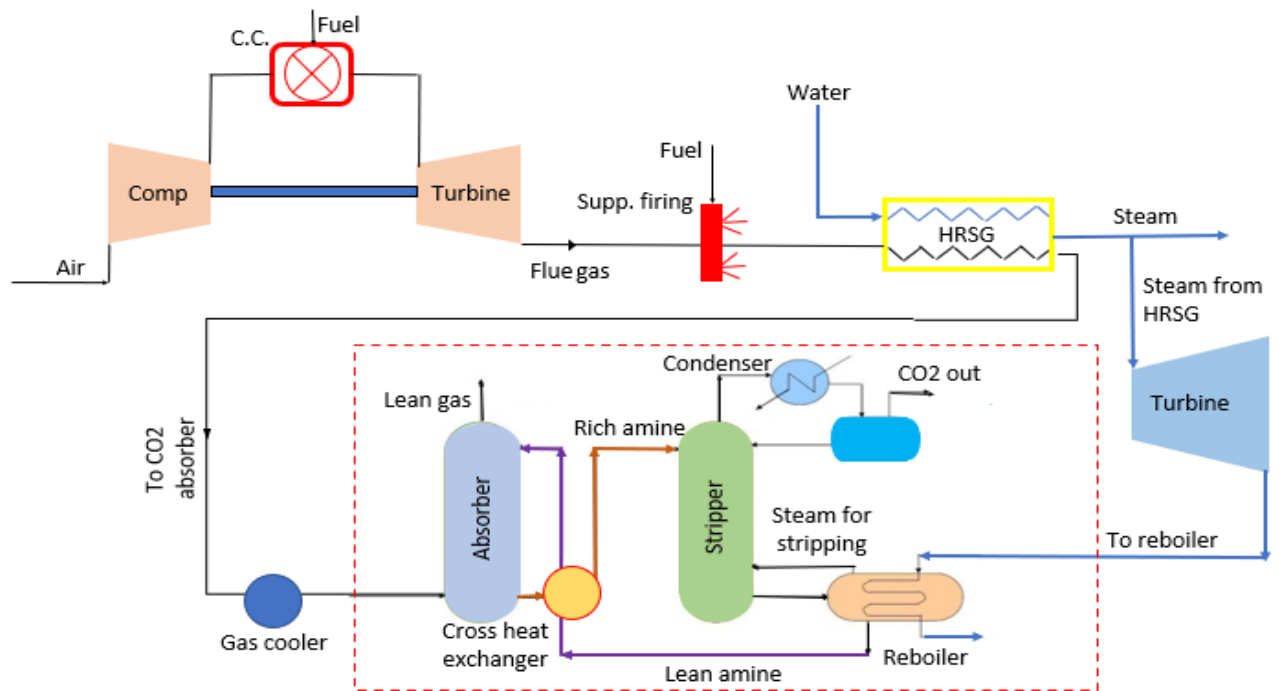 Fuel
C.C.
Comp
Turbine
Air
Flue gas
Fuel
Supp. firing
Water
HRSG
Steam
Steam from
HRSG
Turbine
To CO2
absorber
Gas cooler
Lean gas
Absorber
Cross heat
exchanger
Rich amine
Lean amine
Stripper
Condenser
CO2 out
Steam for
stripping
To reboiler
Reboiler